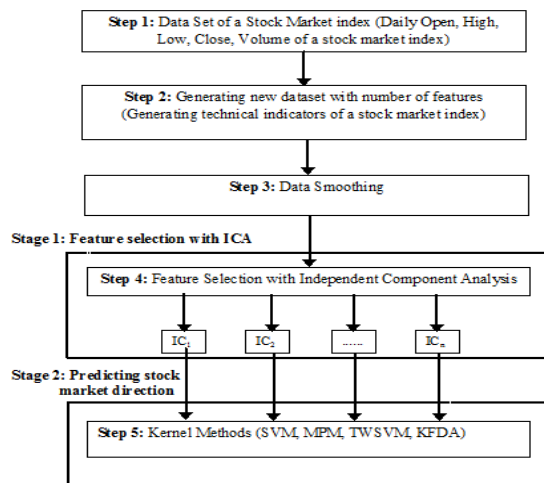 Step 1: Data Set of a Stock Market index (Daily Open, High,
Low, Close, Volume of a stock market index)
Step 2: Generating new dataset with number of features
(Generating technical indicators of a stock market index)
Step 3: Data Smoothing
Stage 1: Feature selection with ICA
Step 4: Feature Selection with Independent Component Analysis
IC1
IC2
......
ICn
Stage 2: Predicting stock
market direction
Step 5: Kernel Methods (SVM, MPM, TWSVM, KFDA)